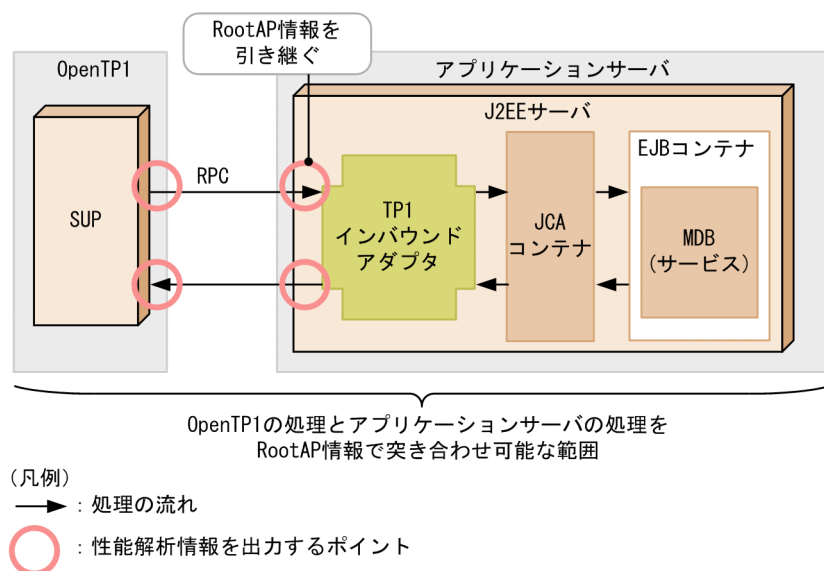 RootAP情報を
引き継ぐ
OpenTP1
アプリケーションサーバ
J2EEサーバ
EJBコンテナ
RPC
SUP
TP1
インバウンド
アダプタ
JCA
コンテナ
MDB
(サービス)
OpenTP1の処理とアプリケーションサーバの処理を
RootAP情報で突き合わせ可能な範囲
(凡例)
：処理の流れ
：性能解析情報を出力するポイント